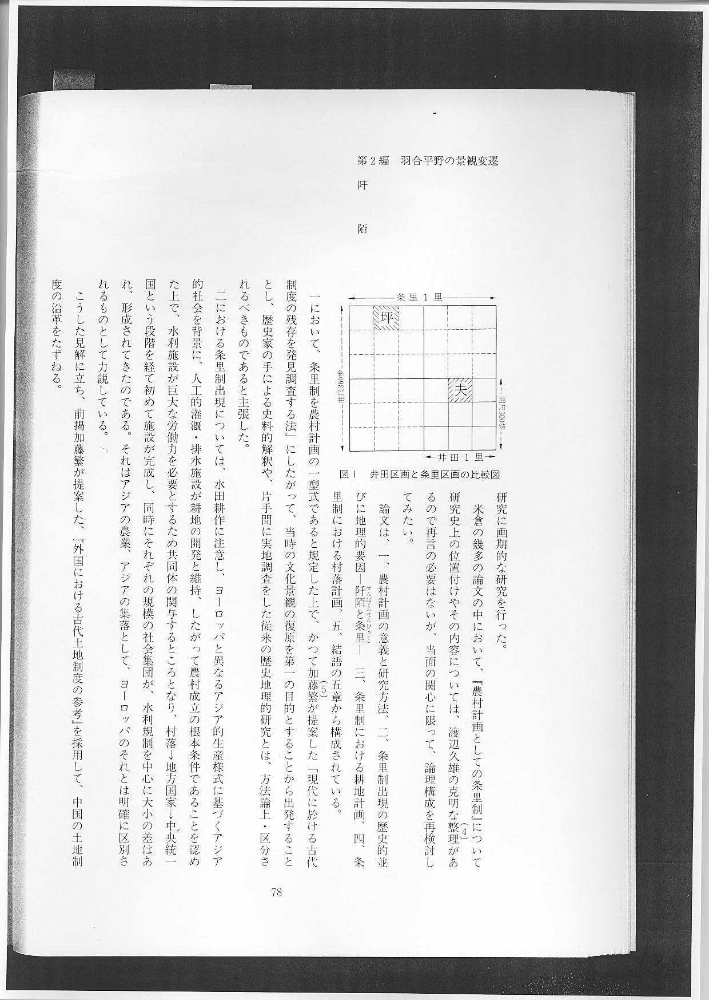 第2編　羽合平野の景観変遷
阡　陌
条里1里
坪
夫
曲尺360歩
周尺300歩
井田1里
図1　井田区画と条里区画の比較図
研究に画期的な研究を行った。
　米倉の幾多の論文の中において、『農村計画としての条里制』について
研究史上の位置付けやその内容については、渡辺久雄の克明な整理があ(4)
るので再言の必要はないが、当面の関心に限って、論理構成を再検討し
てみたい。
　論文は、一、農村計画の意義と研究方法、二、条里制出現の歴史的並
びに地理的要因―阡陌と条里―　三、条里制における耕地計画、四、条
せんぱく(せんひゃく)
里制における村落計画、五、結語の五章から構成されている。
　一において、条里制を農村計画の一型式であると規定した上で、かつて加藤繁が提案した「現代に於ける古代(5)
制度の残存を発見調査する法」にしたがって、当時の文化景観の復原を第一の目的とすることから出発すること
とし、歴史家の手による史料的解釈や、片手間に実地調査をした従来の歴史地理的研究とは、方法論上・区分さ
れるべきものであると主張した。
　二における条里制出現については、水田耕作に注意し、ヨーロッパと異なるアジア的生産様式に基づくアジア
的社会を背景に、人工的潅漑・排水施設が耕地の開発と維持、したがって農村成立の根本条件であることを認め
た上で、水利施設が巨大な労働力を必要とするため共同体の関与するところとなり、村落→地方国家→中央統一
国という段階を経て初めて施設が完成し、同時にそれぞれの規模の社会集団が、水利規制を中心に大小の差はあ
れ、形成されてきたのである。それはアジアの農業、アジアの集落として、ヨーロッパのそれとは明確に区別さ
れるものとして力説している。
　こうした見解に立ち、前掲加藤繁が提案した、『外国における古代土地制度の参考』を採用して、中国の土地制
度の沿革をたずねる。
78